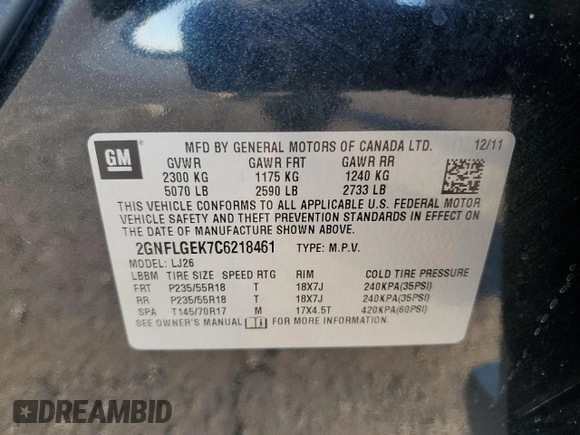 GM
MFD BY GENERAL MOTORS OF CANADA LTD. 12/11
GVWR GAWR FRT GAWR RR
2300 KG 1175 KG 1240 KG
5070 LB 2590 LB 2733 LB
THIS VEHICLE CONFORMS TO ALL APPLICABLE U.S. FEDERAL MOTOR
VEHICLE SAFETY AND THEFT PREVENTION STANDARDS IN EFFECT ON
THE DATE OF MANUFACTURE SHOWN ABOVE.
2GNFLGEK7C6218461 TYPE: M.P.V.
MODEL: LJ26
LBBM TIRE SIZE SPEED RTG RIM COLD TIRE PRESSURE
FRT P235/55R18 T 18X7J 240KPA(35PSI)
RR P235/55R18 T 18X7J 240KPA(35PSI)
SPA T145/70R17 M 17X4.5T 420KPA(60PSI)
SEE OWNER'S MANUAL FOR MORE INFORMATION.
DREAMBID